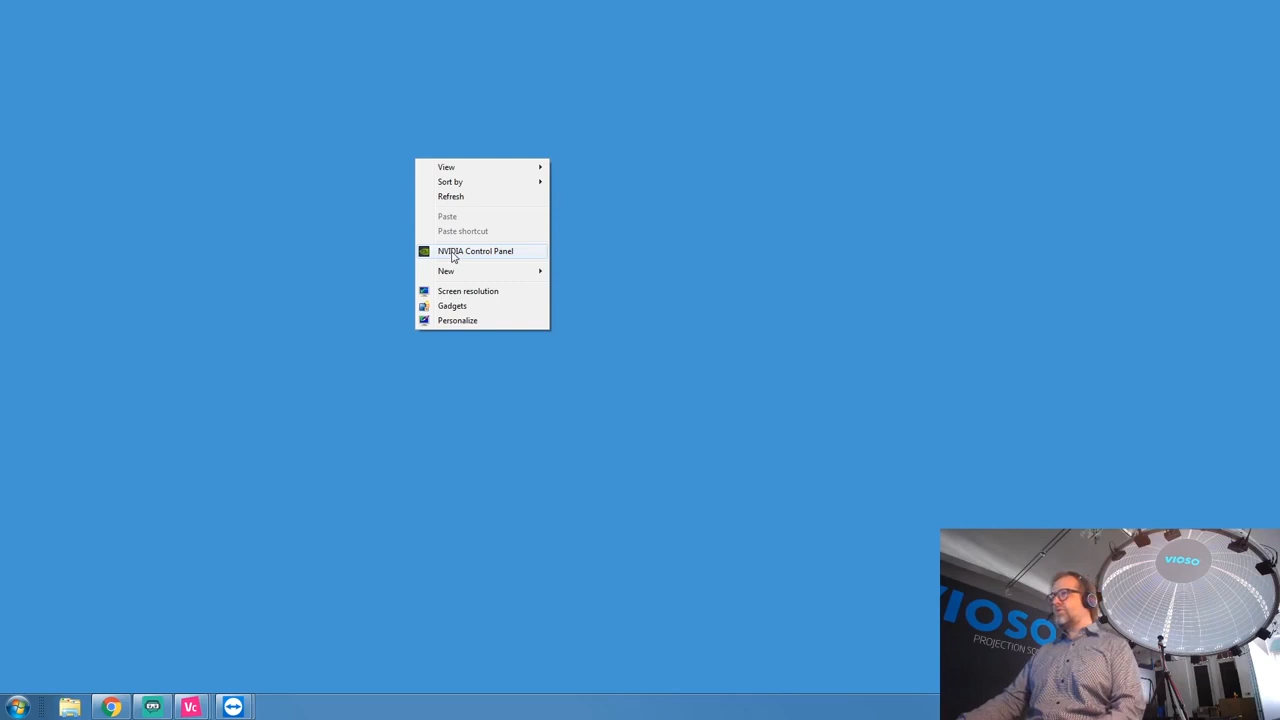 View
Sort by
Refresh
Paste
Paste shortcut
NVIDIA Control Panel
New
Screen resolution
Gadgets
Personalize
VIOSO
VIOSO
PROJECTION SO
Vc